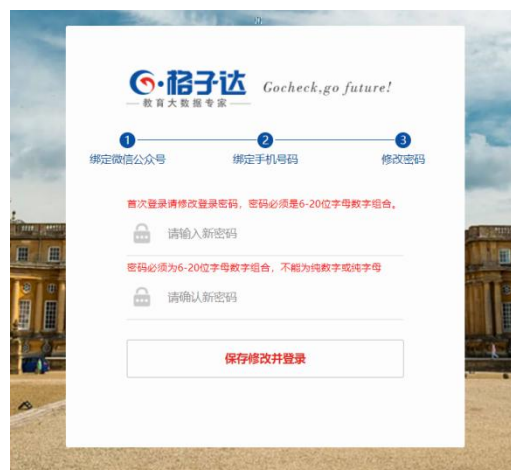 格子达
教育大数据专家
Gocheck,go future!
1 2 3
绑定微信公众号 绑定手机号码 修改密码
首次登录请修改登录密码，密码必须是6-20位字母数字组合。
请输入新密码
密码必须为6-20位字母数字组合，不能为纯数字或纯字母
请确认新密码
保存修改并登录